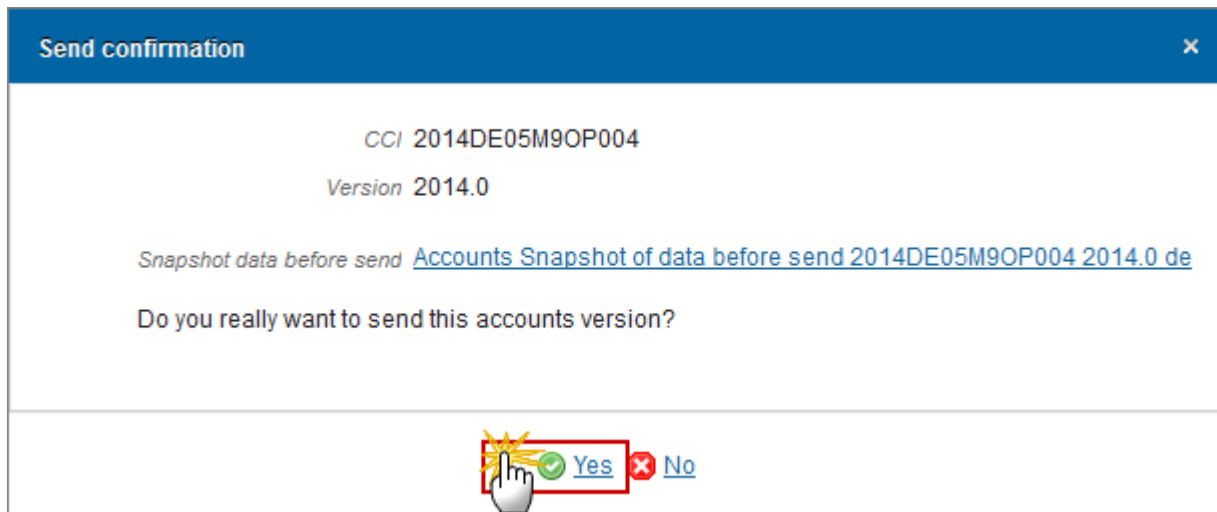 Send confirmation ×
CCI 2014DE05M9OP004
Version 2014.0
Snapshot data before send Accounts Snapshot of data before send 2014DE05M9OP004 2014.0 de
Do you really want to send this accounts version?
Yes No